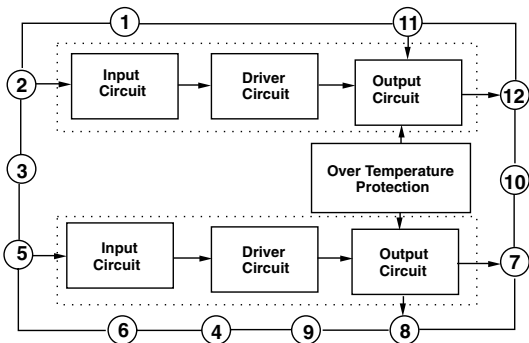 1
11
2
Input
Circuit
Driver
Circuit
Output
Circuit
12
3
Over Temperature
Protection
10
5
Input
Circuit
Driver
Circuit
Output
Circuit
7
6
4
9
8